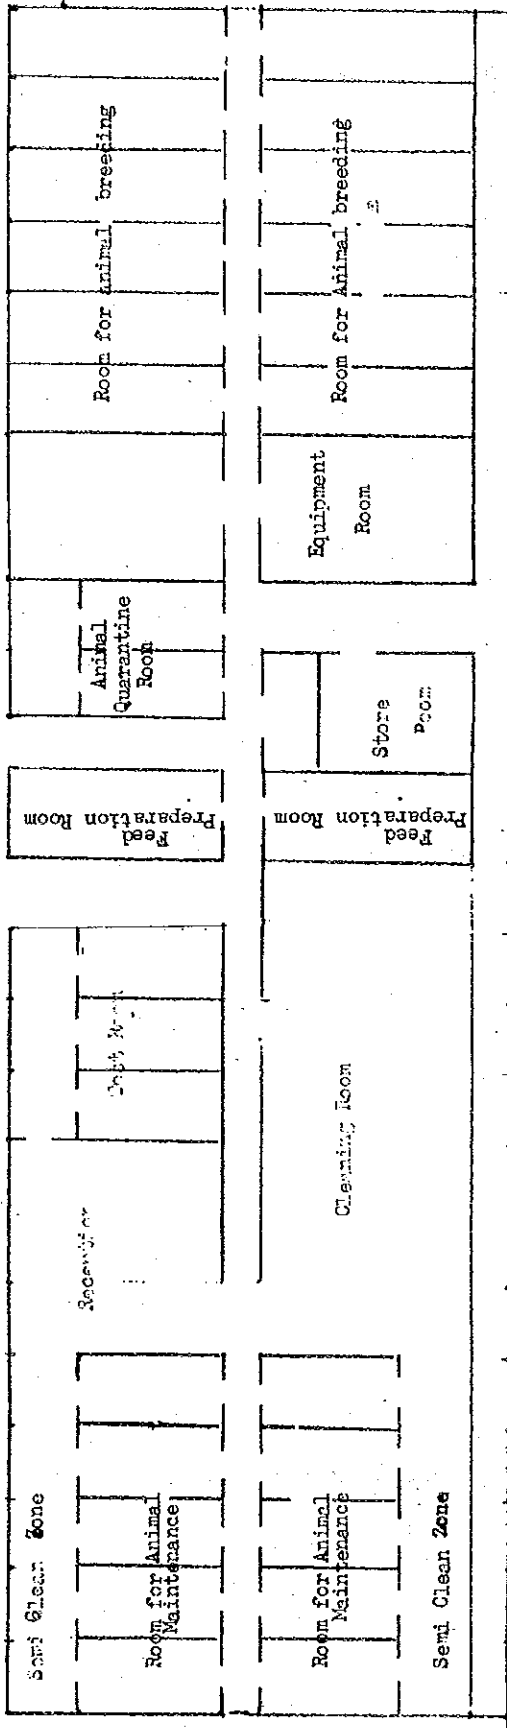 Semi Clean Zone
Room for Animal
Maintenance
Room for Animal
Maintenance
Semi Clean Zone
Cleaning Room
Feed
Preparation Room
Feed
Preparation Room
Animal
Quarantine
Room
Store
Room
Equipment
Room
Room for animal breeding
Room for Animal breeding